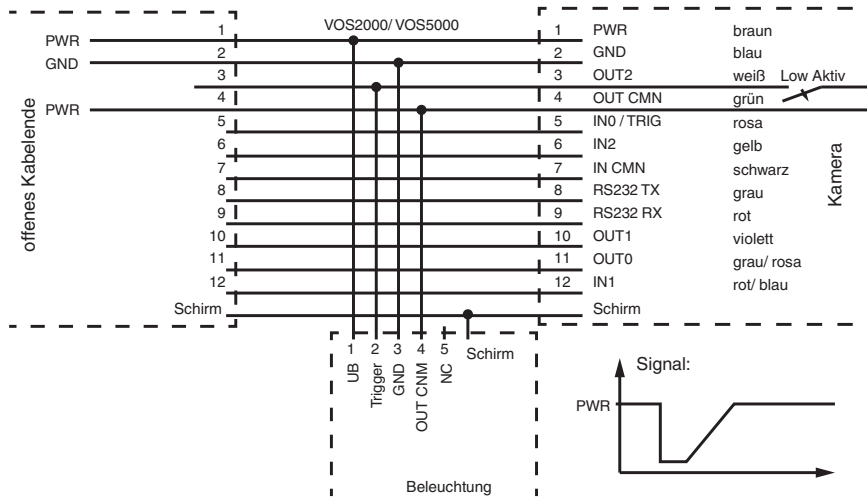 VOS2000/ VOS5000
offenes Kabelende
PWR 1
GND 2
3
PWR 4
5
6
7
8
9
10
11
12
Schirm
1 PWR braun
2 GND blau
3 OUT2 weiß Low Aktiv
4 OUT CMN grün
5 IN0 / TRIG rosa
6 IN2 gelb
7 IN CMN schwarz
8 RS232 TX grau
9 RS232 RX rot
10 OUT1 violett
11 OUT0 grau/ rosa
12 IN1 rot/ blau
Schirm
Kamera
1 2 3 4 5 Schirm
UB
Trigger
GND
OUT CNM
NC
Beleuchtung
Signal:
PWR